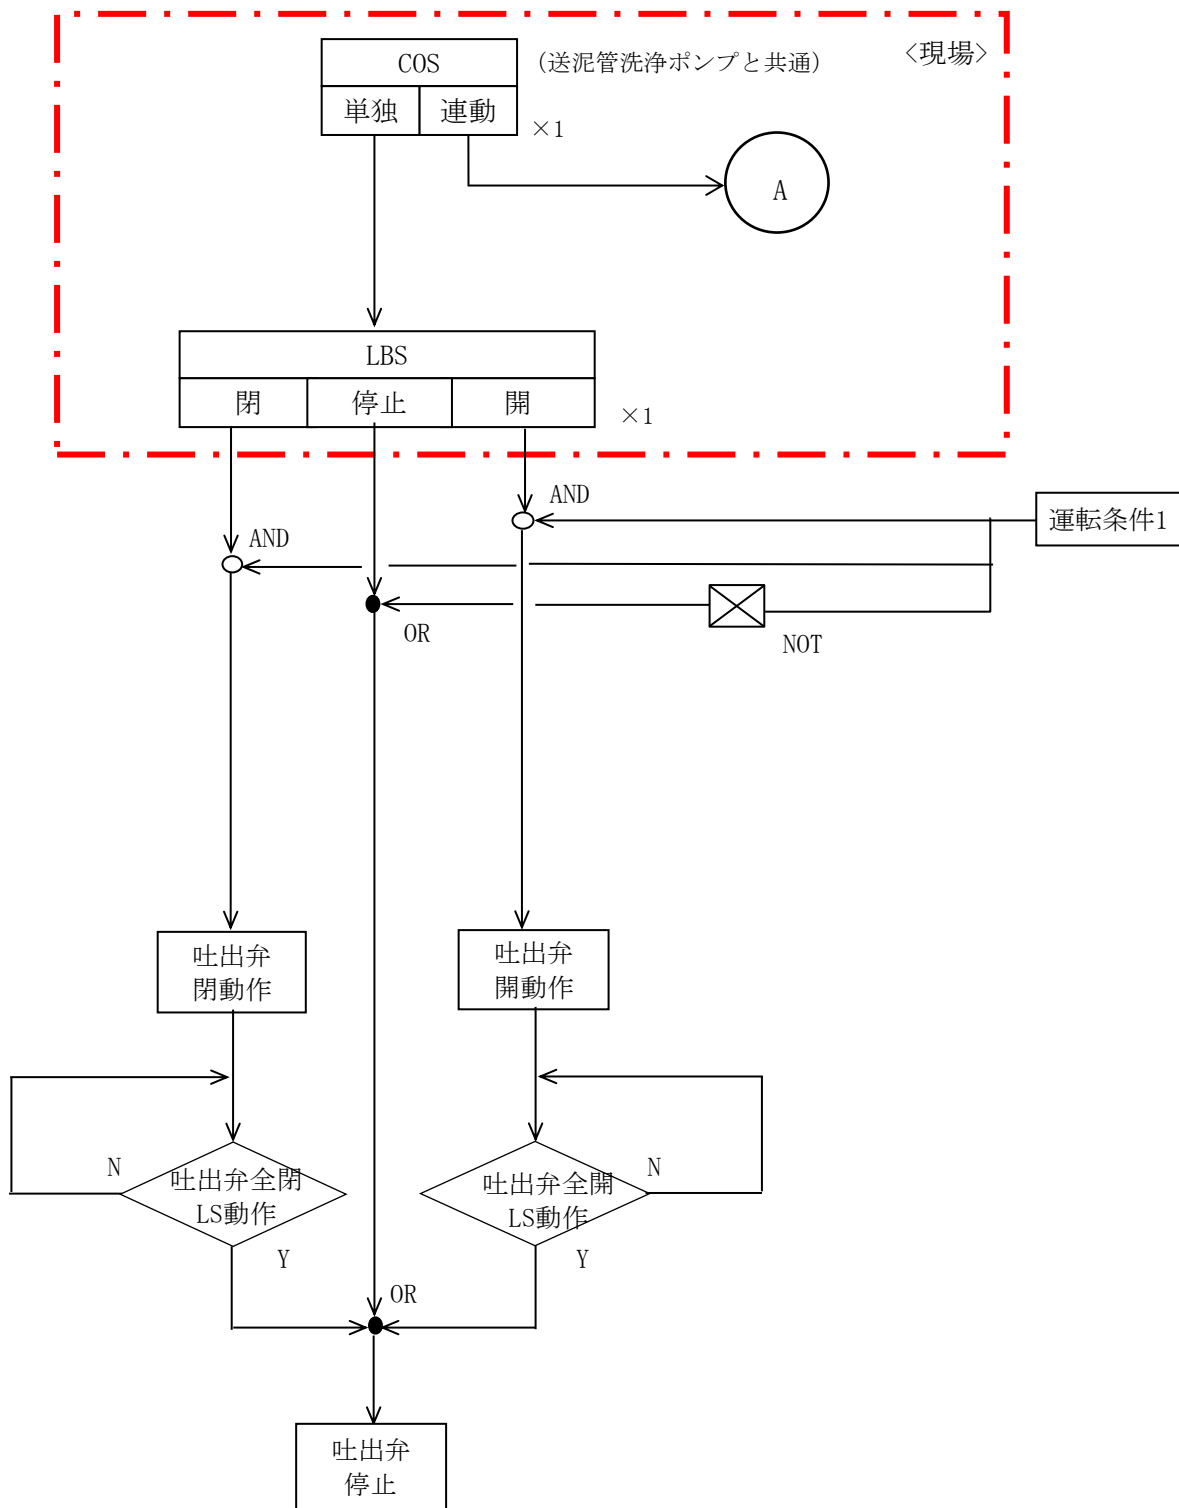 <現場>
COS
(送泥管洗浄ポンプと共通)
単独
連動
×1
A
LBS
閉
停止
開
×1
AND
運転条件1
AND
OR
NOT
吐出弁
閉動作
吐出弁
開動作
N
吐出弁全閉
LS動作
Y
吐出弁全開
LS動作
N
Y
OR
吐出弁
停止